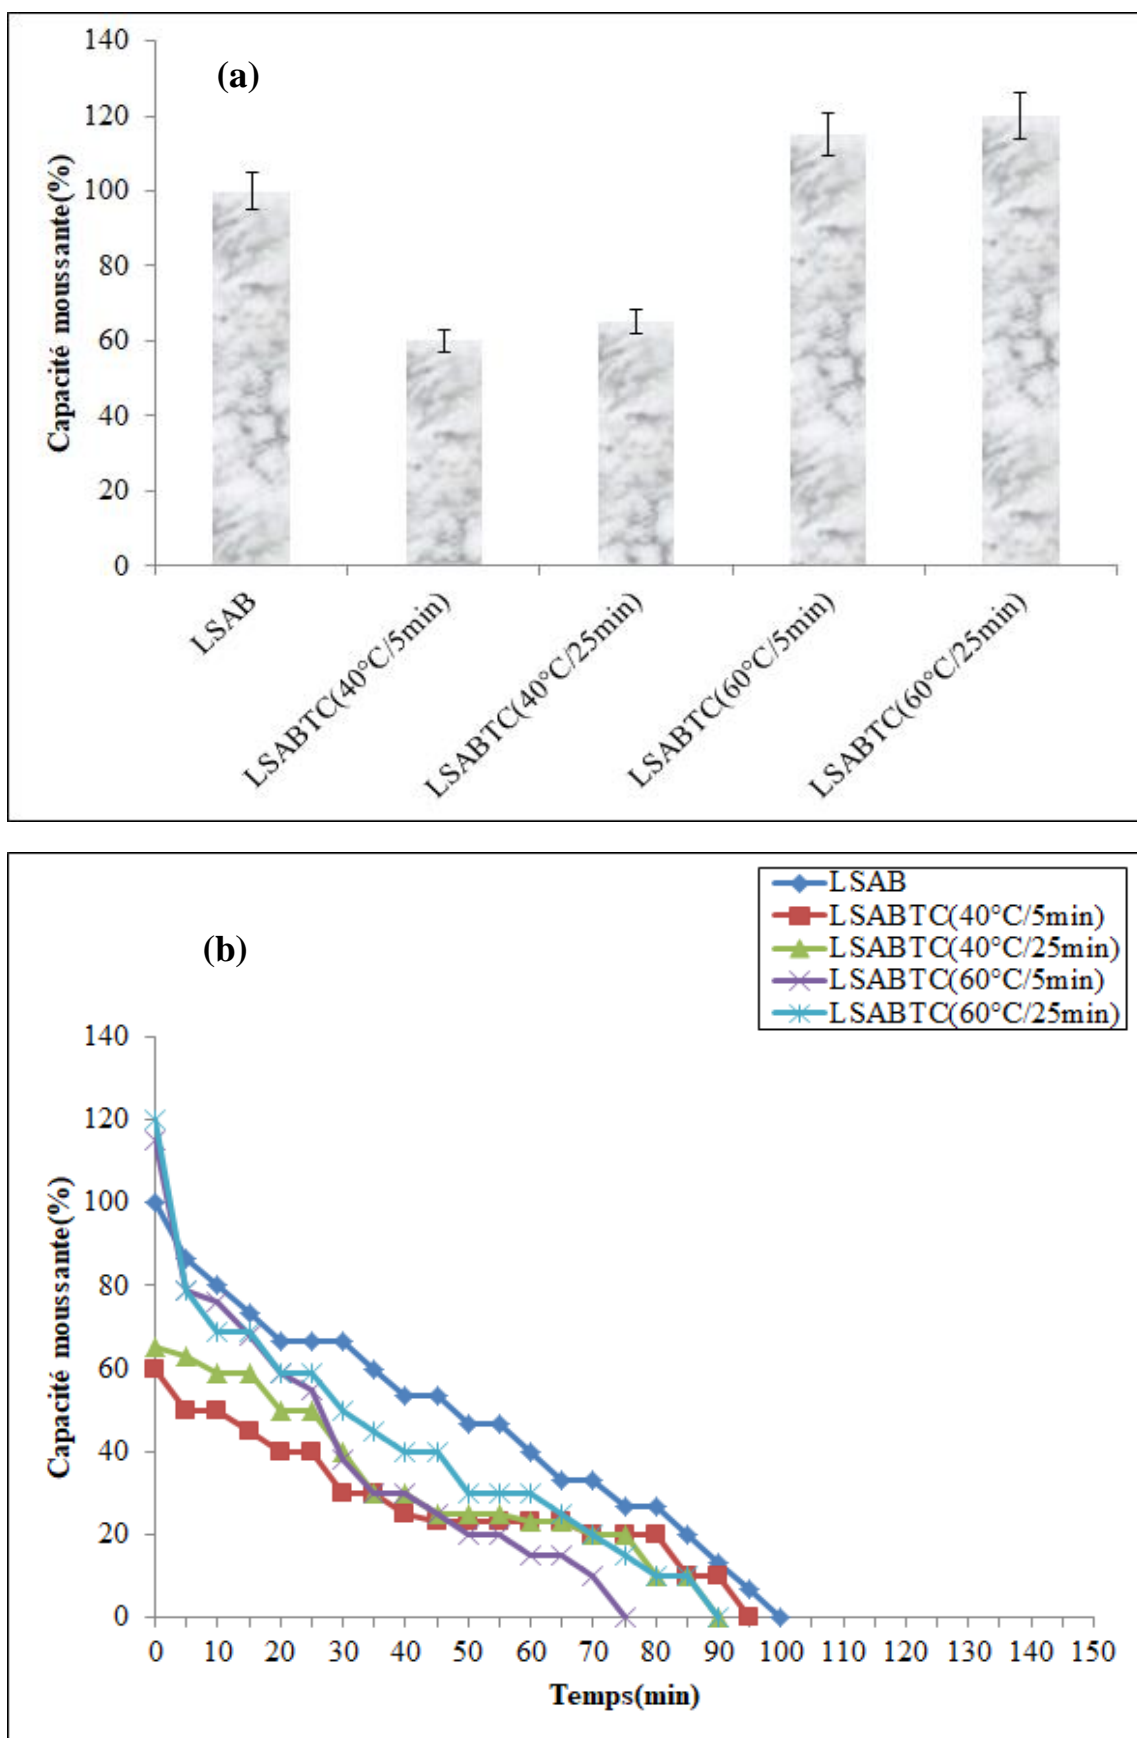 (a)
Capacité moussante(%)
140
120
100
80
60
40
20
0
LSAB
LSABTC(40°C/5min)
LSABTC(40°C/25min)
LSABTC(60°C/5min)
LSABTC(60°C/25min)
LSAB
LSABTC(40°C/5min)
LSABTC(40°C/25min)
LSABTC(60°C/5min)
LSABTC(60°C/25min)
(b)
Capacité moussante(%)
140
120
100
80
60
40
20
0
0 10 20 30 40 50 60 70 80 90 100 110 120 130 140 150
Temps(min)